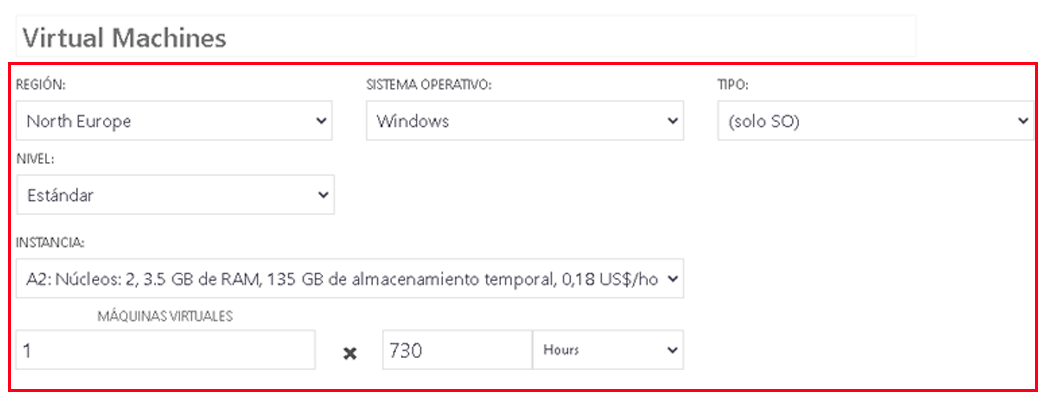 Virtual Machines
REGIÓN: SISTEMA OPERATIVO: TIPO:
North Europe Windows (solo SO)
NIVEL:
Estándar
INSTANCIA:
A2: Núcleos: 2, 3.5 GB de RAM, 135 GB de almacenamiento temporal, 0,18 US$/ho
MÁQUINAS VIRTUALES
1 × 730 Hours